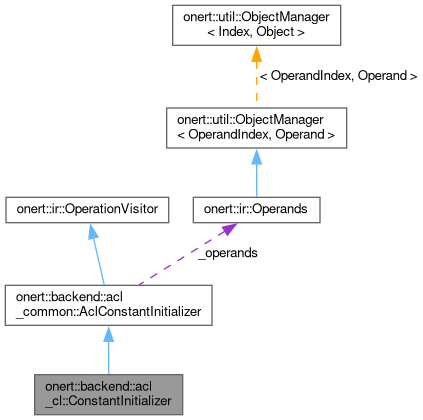 onert::util::ObjectManager
< Index, Object >
< OperandIndex, Operand >
onert::util::ObjectManager
< OperandIndex, Operand >
onert::ir::OperationVisitor
onert::ir::Operands
_operands
onert::backend::acl
_common::AclConstantInitializer
onert::backend::acl
_cl::ConstantInitializer